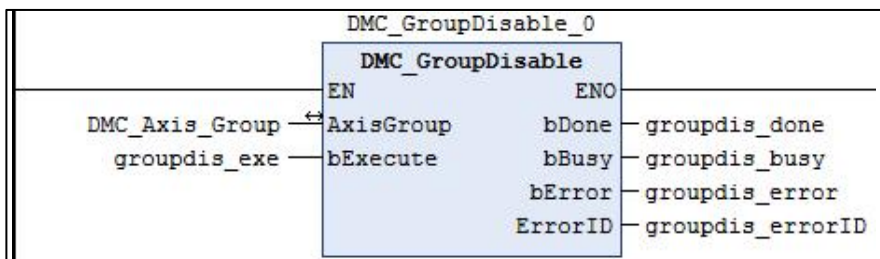 DMC_GroupDisable_0
DMC_GroupDisable
EN ENO
DMC_Axis_Group AxisGroup bDone groupdis_done
groupdis_exe bExecute bBusy groupdis_busy
bError groupdis_error
ErrorID groupdis_errorID